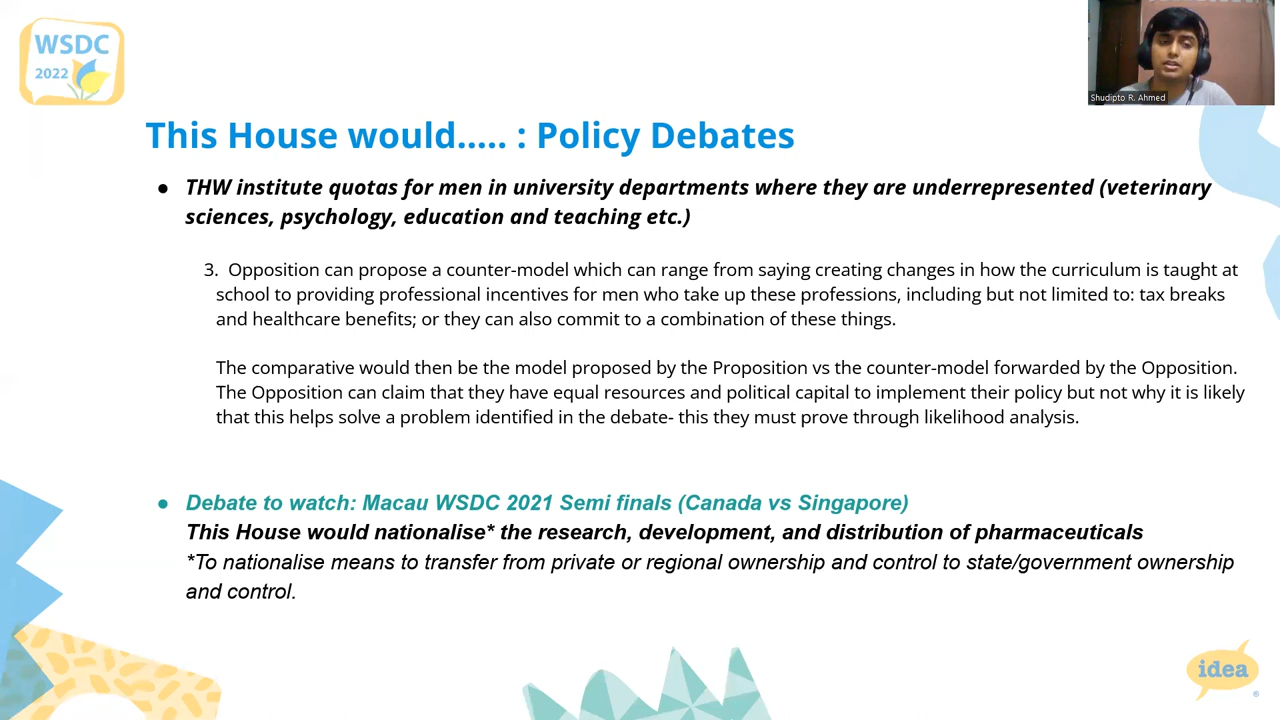 WSDC
2022
Shudipto R. Ahmed
This House would..... : Policy Debates
● THW institute quotas for men in university departments where they are underrepresented (veterinary
sciences, psychology, education and teaching etc.)
3. Opposition can propose a counter-model which can range from saying creating changes in how the curriculum is taught at
school to providing professional incentives for men who take up these professions, including but not limited to: tax breaks
and healthcare benefits; or they can also commit to a combination of these things.
The comparative would then be the model proposed by the Proposition vs the counter-model forwarded by the Opposition.
The Opposition can claim that they have equal resources and political capital to implement their policy but not why it is likely
that this helps solve a problem identified in the debate- this they must prove through likelihood analysis.
● Debate to watch: Macau WSDC 2021 Semi finals (Canada vs Singapore)
This House would nationalise* the research, development, and distribution of pharmaceuticals
*To nationalise means to transfer from private or regional ownership and control to state/government ownership
and control.
idea
®